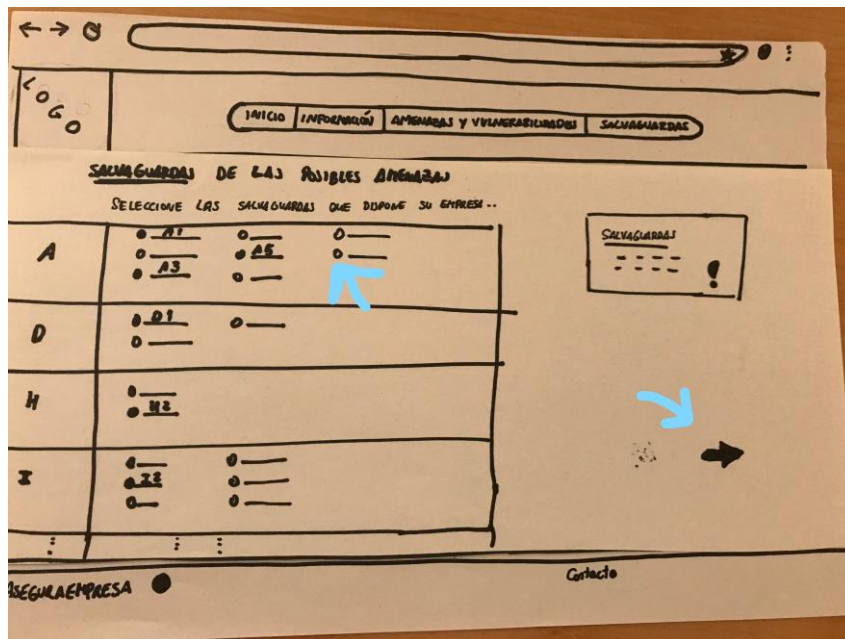 LOGO
INICIO INFORMACIÓN AMENAZAS Y VULNERABILIDADES SALVAGUARDAS
SALVAGUARDAS DE LAS POSIBLES AMENAZAS
SELECCIONE LAS SALVAGUARDAS QUE DISPONE SU EMPRESA...
SALVAGUARDAS
!
A
A1
A5
A3
D
D1
H
H2
I
I2
ASEGURAEMPRESA
Contacto